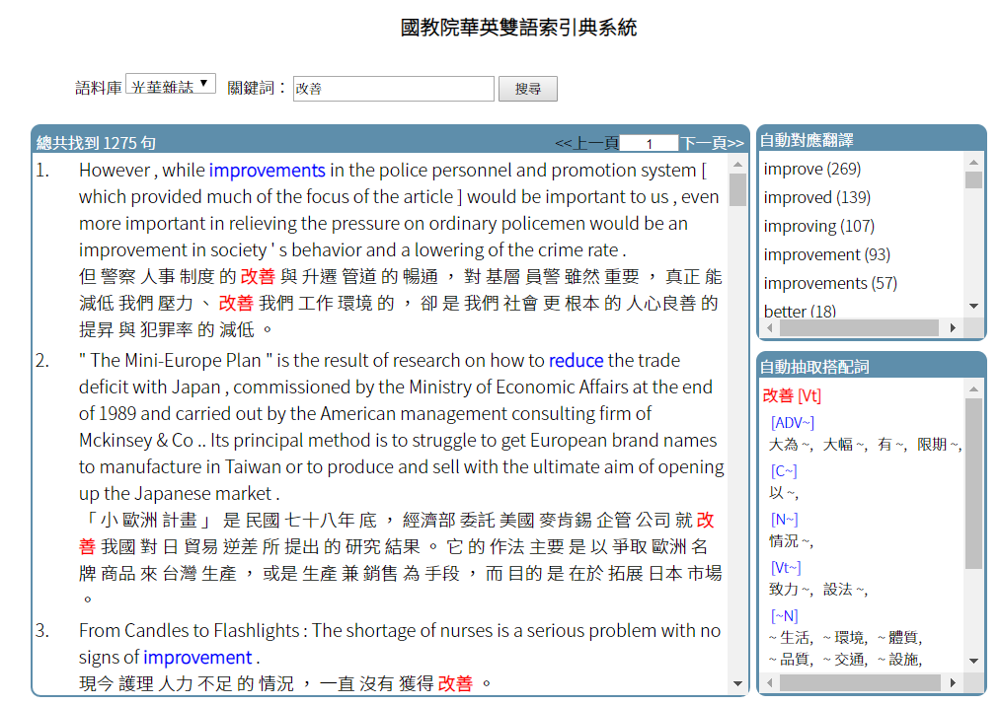 國教院華英雙語索引典系統
語料庫 光華雜誌 ▼ 關鍵詞： 改善 搜尋
總共找到 1275 句 <<上一頁 1 下一頁>>
1. However , while improvements in the police personnel and promotion system [
which provided much of the focus of the article ] would be important to us , even
more important in relieving the pressure on ordinary policemen would be an
improvement in society ' s behavior and a lowering of the crime rate .
但 警察 人事 制度 的 改善 與 升遷 管道 的 暢通 ， 對 基層 員警 雖然 重要 ， 真正 能
減低 我們 壓力 、 改善 我們 工作 環境 的 ， 卻 是 我們 社會 更 根本 的 人心良善 的
提昇 與 犯罪率 的 減低 。
2. " The Mini-Europe Plan " is the result of research on how to reduce the trade
deficit with Japan , commissioned by the Ministry of Economic Affairs at the end
of 1989 and carried out by the American management consulting firm of
Mckinsey & Co .. Its principal method is to struggle to get European brand names
to manufacture in Taiwan or to produce and sell with the ultimate aim of opening
up the Japanese market .
「 小 歐洲 計畫 」 是 民國 七十八年 底 ， 經濟部 委託 美國 麥肯錫 企管 公司 就 改
善 我國 對 日 貿易 逆差 所 提出 的 研究 結果 。 它 的 作法 主要 是 以 爭取 歐洲 名
牌 商品 來 台灣 生產 ， 或是 生產 兼 銷售 為 手段 ， 而 目的 是 在於 拓展 日本 市場
。
3. From Candles to Flashlights : The shortage of nurses is a serious problem with no
signs of improvement .
現今 護理 人力 不足 的 情況 ， 一直 沒有 獲得 改善 。
自動對應翻譯
improve (269)
improved (139)
improving (107)
improvement (93)
improvements (57)
better (18)
自動抽取搭配詞
改善 [Vt]
[ADV~]
大為 ~, 大幅 ~, 有 ~, 限期 ~,
[C~]
以 ~,
[N~]
情況 ~,
[Vt~]
致力 ~, 設法 ~,
[~N]
~ 生活, ~ 環境, ~ 體質,
~ 品質, ~ 交通, ~ 設施,